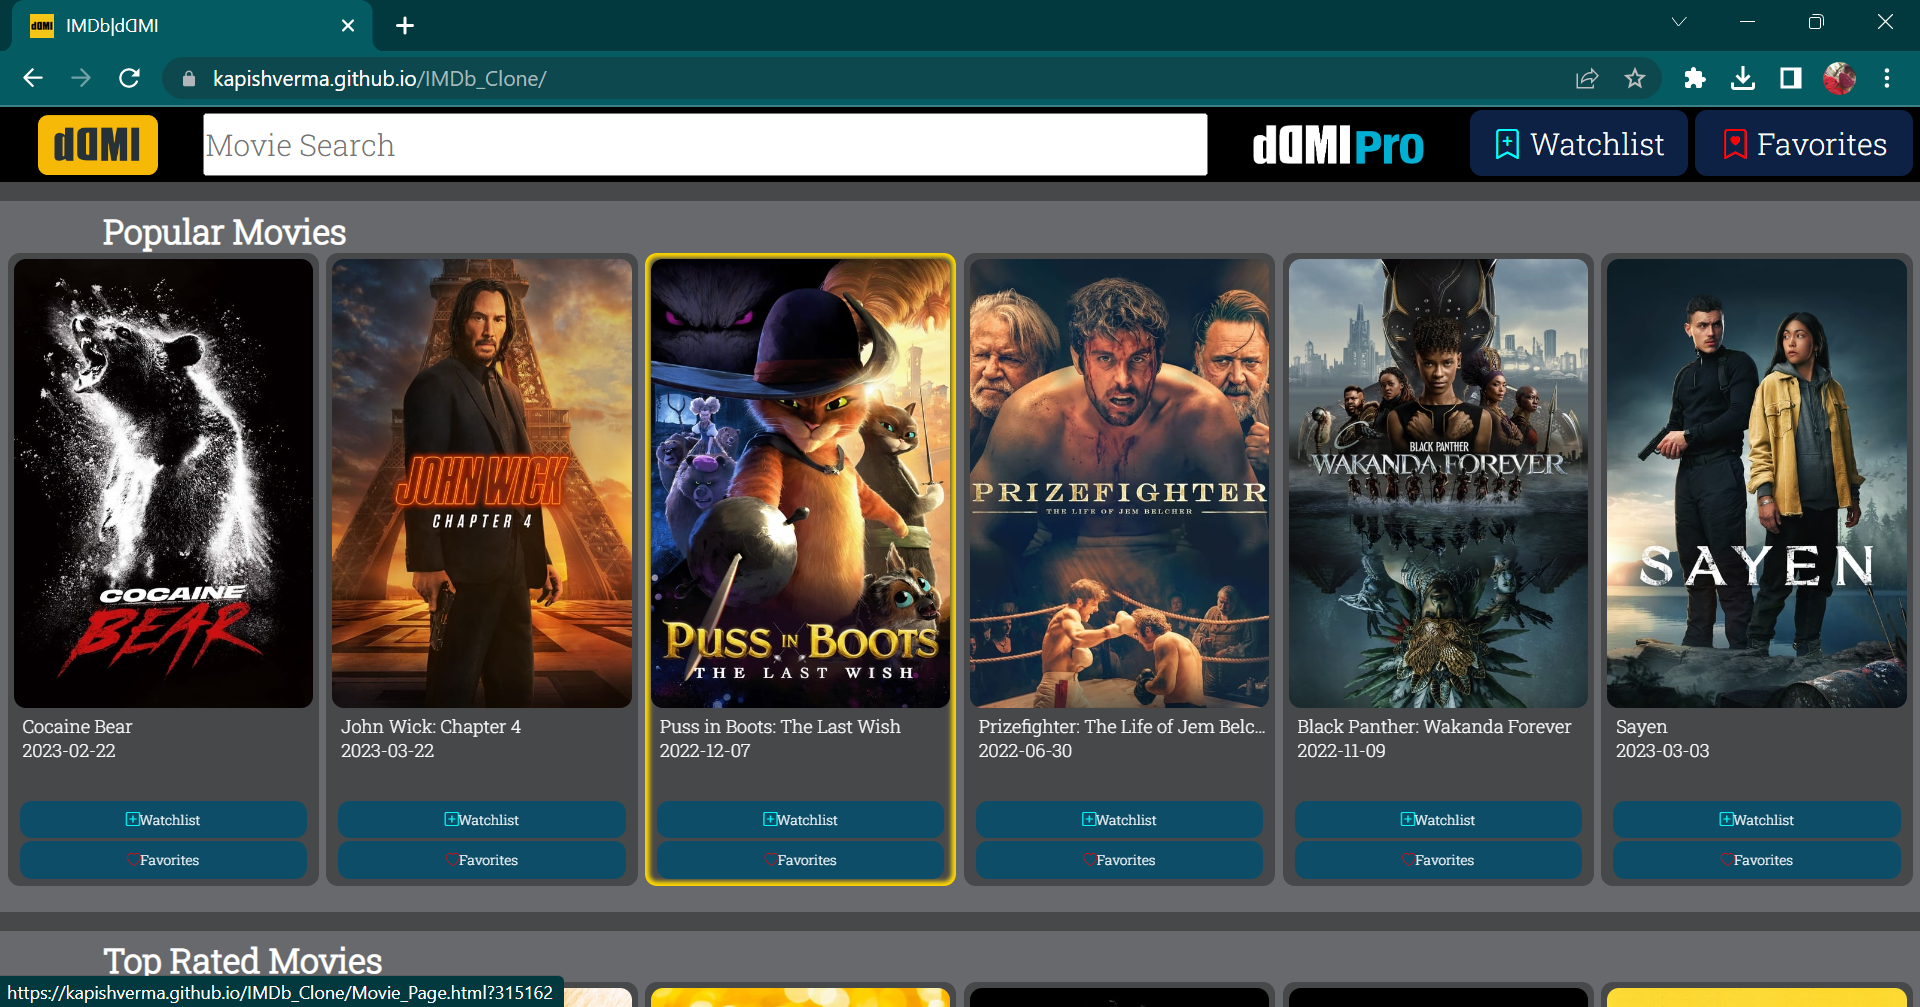 IMDb|dᗡMI
kapishverma.github.io/IMDb_Clone/
dᗡMI
Movie Search
dᗡMIPro
Watchlist
Favorites
Popular Movies
COCAINE
BEAR
JOHN WICK
CHAPTER 4
PUSS IN BOOTS
THE LAST WISH
PRIZEFIGHTER
THE LIFE OF JEM BELCHER
BLACK PANTHER
WAKANDA FOREVER
SAYEN
Cocaine Bear
2023-02-22
Watchlist
Favorites
John Wick: Chapter 4
2023-03-22
Watchlist
Favorites
Puss in Boots: The Last Wish
2022-12-07
Watchlist
Favorites
Prizefighter: The Life of Jem Belc...
2022-06-30
Watchlist
Favorites
Black Panther: Wakanda Forever
2022-11-09
Watchlist
Favorites
Sayen
2023-03-03
Watchlist
Favorites
Top Rated Movies
https://kapishverma.github.io/IMDb_Clone/Movie_Page.html?315162